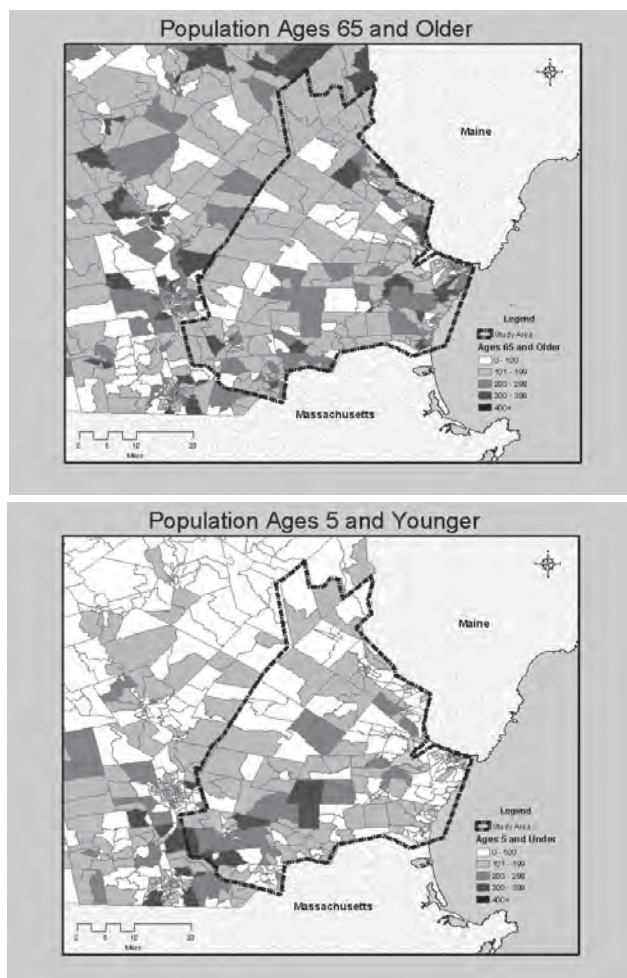 Population Ages 65 and Older
Maine
Legend
Study Area
Ages 65 and Older
0 - 100
101 - 199
200 - 299
300 - 399
400+
Massachusetts
0 5 10 20
Miles
Population Ages 5 and Younger
Maine
Legend
Study Area
Ages 5 and Under
0 - 100
101 - 199
200 - 299
300 - 399
400+
Massachusetts
0 5 10 20
Miles